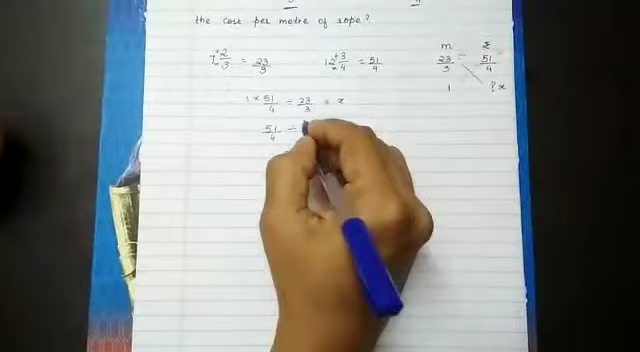 the cost per metre of rope?
7 2/3 = 23/3 12 3/4 = 51/4
m ₹
23/3 51/4
1 ? x
1 × 51/4 ÷ 23/3 = x
51/4 ÷